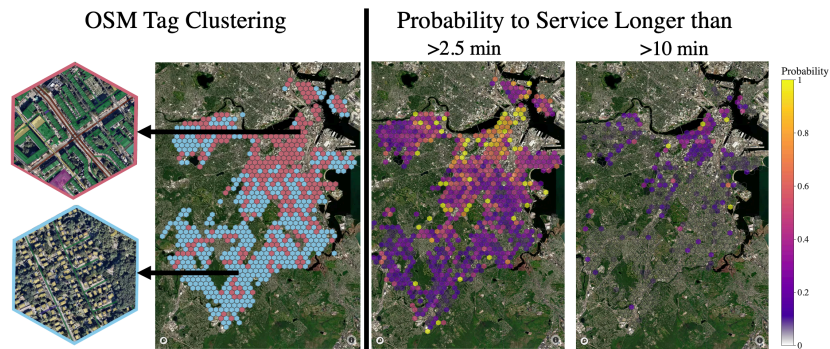 OSM Tag Clustering
Probability to Service Longer than
>2.5 min
>10 min
Probability
1
0.8
0.6
0.4
0.2
0